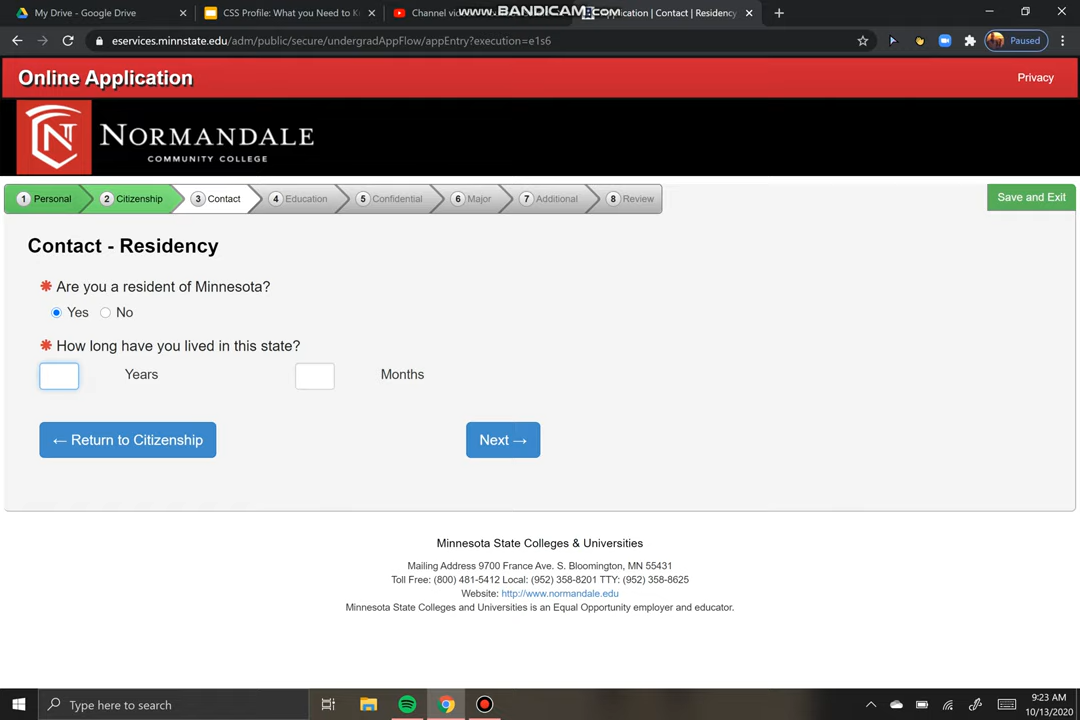 My Drive - Google Drive
CSS Profile: What you Need to K
Channel vi
www.BANDICAM.com
pplication | Contact | Residency
eservices.minnstate.edu/adm/public/secure/undergradAppFlow/appEntry?execution=e1s6
Paused
Online Application
Privacy
NORMANDALE
COMMUNITY COLLEGE
1 Personal
2 Citizenship
3 Contact
4 Education
5 Confidential
6 Major
7 Additional
8 Review
Save and Exit
Contact - Residency
✱ Are you a resident of Minnesota?
Yes No
✱ How long have you lived in this state?
Years Months
← Return to Citizenship
Next →
Minnesota State Colleges & Universities
Mailing Address 9700 France Ave. S. Bloomington, MN 55431
Toll Free: (800) 481-5412 Local: (952) 358-8201 TTY: (952) 358-8625
Website: http://www.normandale.edu
Minnesota State Colleges and Universities is an Equal Opportunity employer and educator.
Type here to search
9:23 AM
10/13/2020